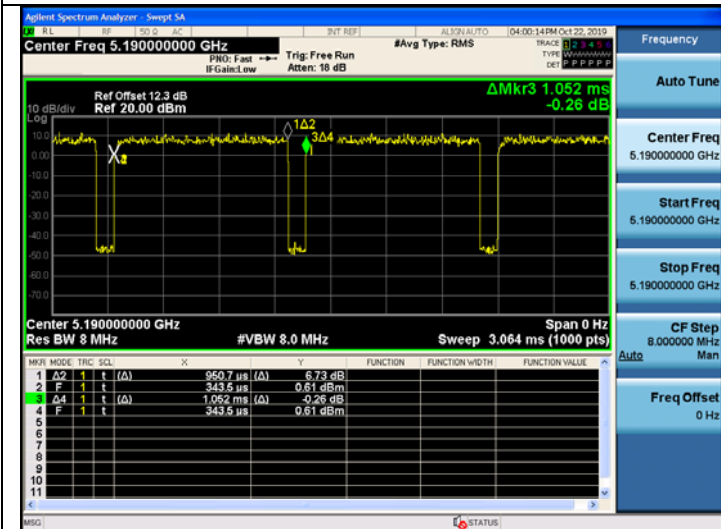 Agilent Spectrum Analyzer - Swept SA
RL RF 50 Ω AC INT REF ALIGN AUTO 04:00:14 PM Oct 22, 2019
Center Freq 5.190000000 GHz
PNO: Fast
IFGain:Low
Trig: Free Run
Atten: 18 dB
#Avg Type: RMS
TRACE 1 2 3 4 5 6
TYPE
DET P P P P P P
Frequency
Auto Tune
Center Freq
5.190000000 GHz
Start Freq
5.190000000 GHz
Stop Freq
5.190000000 GHz
CF Step
8.000000 MHz
Auto Man
Freq Offset
0 Hz
ΔMkr3 1.052 ms
-0.26 dB
Ref Offset 12.3 dB
10 dB/div Ref 20.00 dBm
Log
10.0
0.00
-10.0
-20.0
-30.0
-40.0
-50.0
-60.0
-70.0
1Δ2
3Δ4
Center 5.190000000 GHz Span 0 Hz
Res BW 8 MHz #VBW 8.0 MHz Sweep 3.064 ms (1000 pts)
MKR MODE TRC SCL X Y FUNCTION FUNCTION WIDTH FUNCTION VALUE
1 Δ2 1 t (Δ) 950.7 µs (Δ) 6.73 dB
2 F 1 t 343.5 µs 0.61 dBm
3 Δ4 1 t (Δ) 1.052 ms (Δ) -0.26 dB
4 F 1 t 343.5 µs 0.61 dBm
5
6
7
8
9
10
11
MSG STATUS